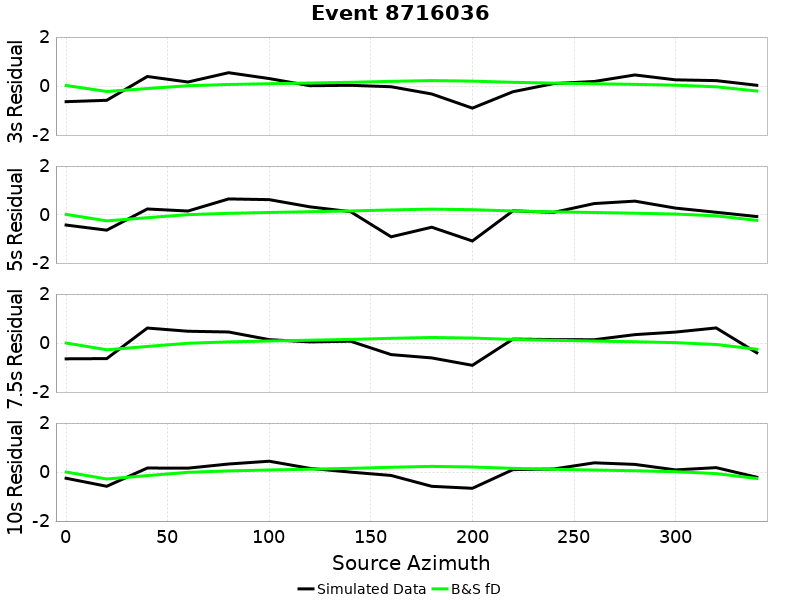 Event 8716036
3s Residual
2
0
-2
5s Residual
2
0
-2
7.5s Residual
2
0
-2
10s Residual
2
0
-2
0 50 100 150 200 250 300
Source Azimuth
Simulated Data B&S fD